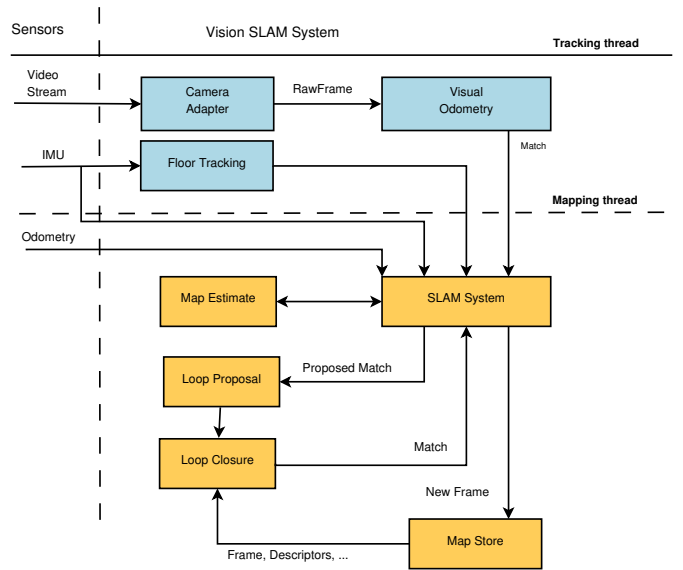 Sensors
Vision SLAM System
Tracking thread
Video
Stream
Camera
Adapter
RawFrame
Visual
Odometry
Match
IMU
Floor Tracking
Mapping thread
Odometry
Map Estimate
SLAM System
Loop Proposal
Proposed Match
Loop Closure
Match
New Frame
Map Store
Frame, Descriptors, ...